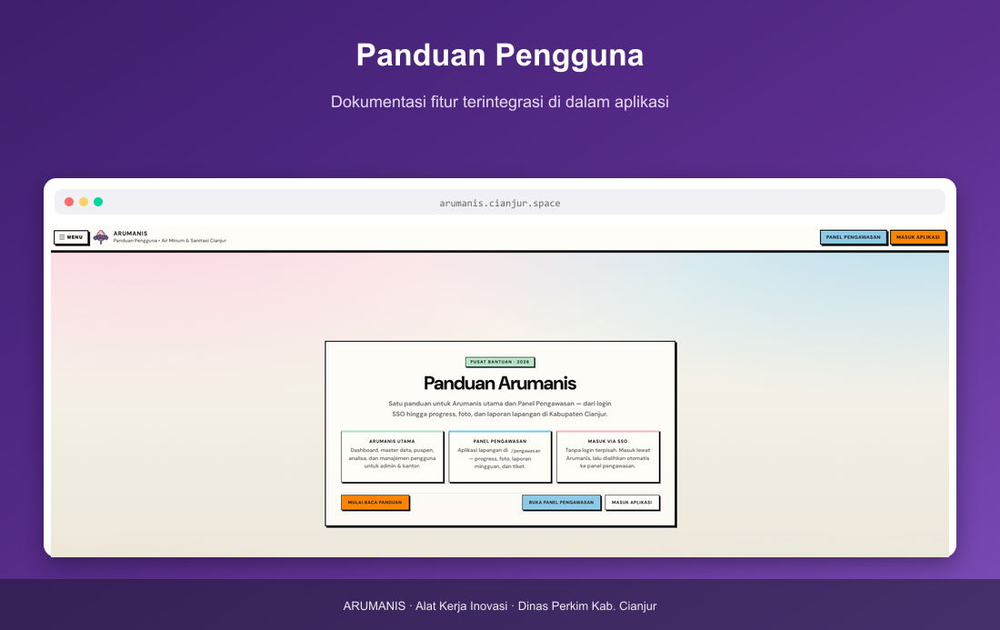 Panduan Pengguna
Dokumentasi fitur terintegrasi di dalam aplikasi
arumanis.cianjur.space
☰ MENU
ARUMANIS
Panduan Pengguna • Air Minum & Sanitasi Cianjur
PANEL PENGAWASAN
MASUK APLIKASI
PUSAT BANTUAN · 2026
Panduan Arumanis
Satu panduan untuk Arumanis utama dan Panel Pengawasan — dari login
SSO hingga progress, foto, dan laporan lapangan di Kabupaten Cianjur.
ARUMANIS UTAMA
Dashboard, master data, puspen,
analisa, dan manajemen pengguna
untuk admin & kantor.
PANEL PENGAWASAN
Aplikasi lapangan di /pengawasan
— progress, foto, laporan
mingguan, dan tiket.
MASUK VIA SSO
Tanpa login terpisah. Masuk lewat
Arumanis, lalu dialihkan otomatis
ke panel pengawasan.
MULAI BACA PANDUAN
BUKA PANEL PENGAWASAN
MASUK APLIKASI
ARUMANIS · Alat Kerja Inovasi · Dinas Perkim Kab. Cianjur